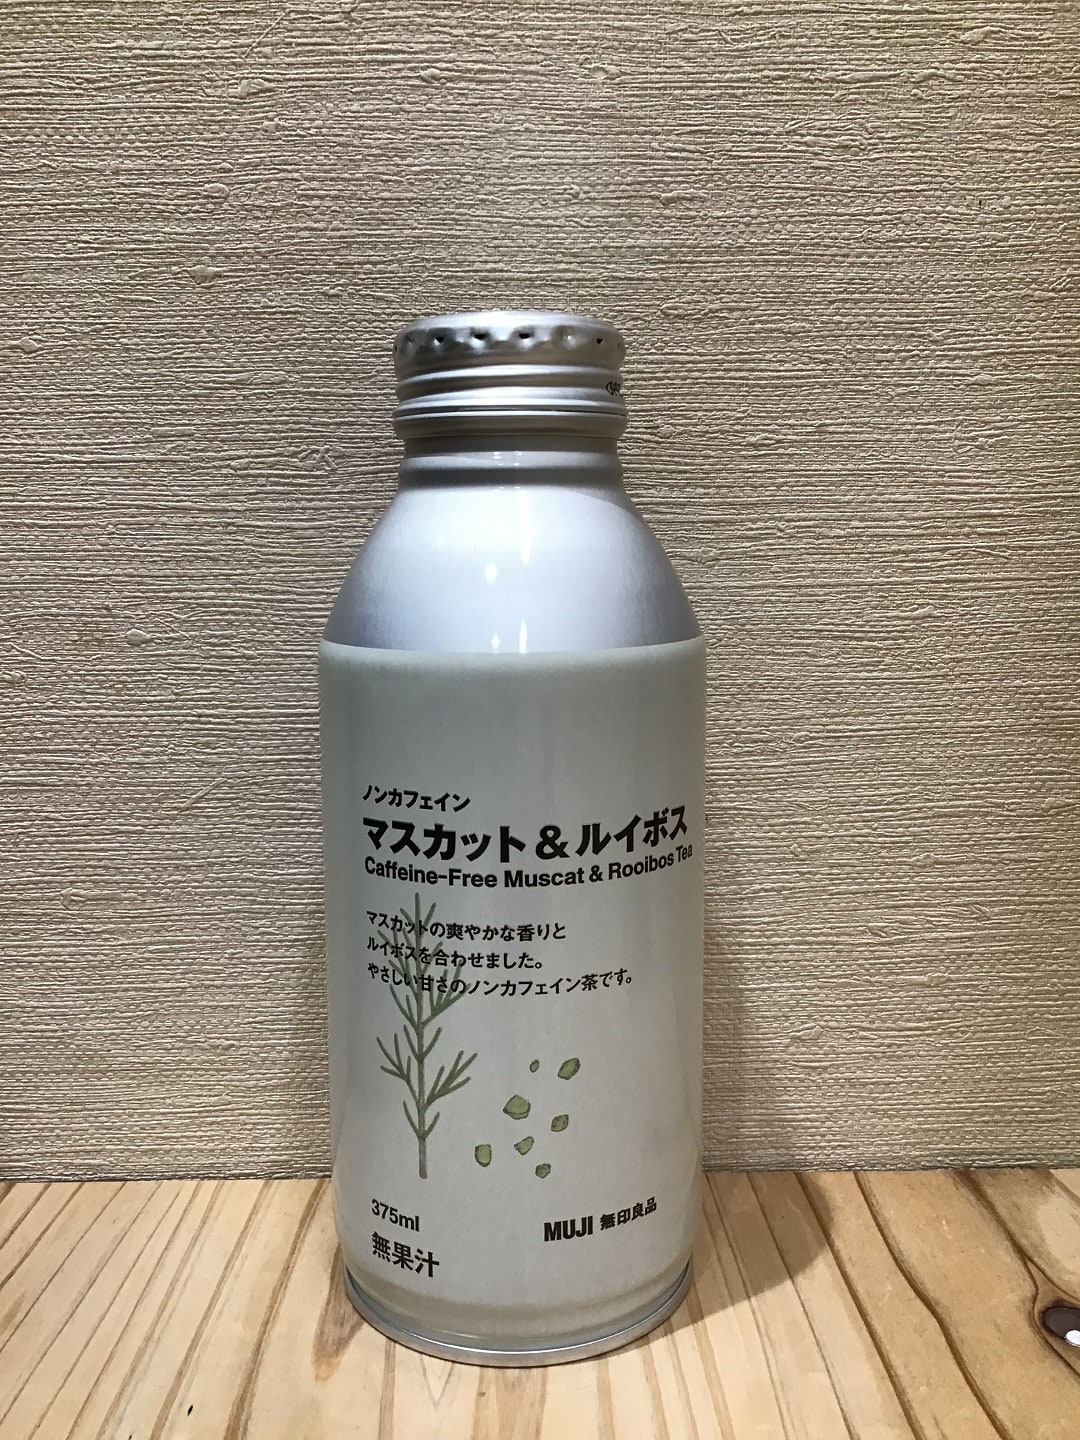 ノンカフェイン
マスカット&ルイボス
Caffeine-Free Muscat & Rooibos Tea
マスカットの爽やかな香りと
ルイボスを合わせました。
やさしい甘さのノンカフェイン茶です。
375ml
無果汁
MUJI 無印良品